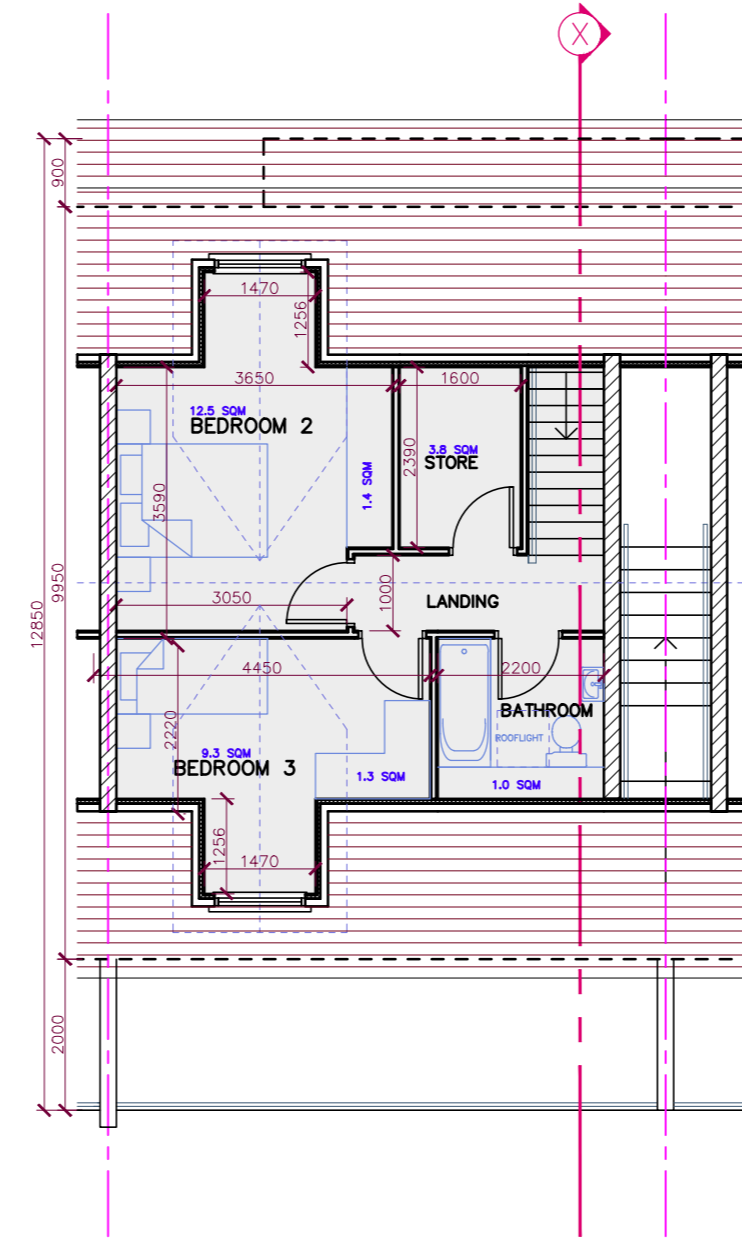 X
900
1470
1256
3650
1600
12.5 SQM
BEDROOM 2
3.8 SQM
STORE
2390
1.4 SQM
3590
9950
12850
3050
1000
LANDING
4450
2200
BATHROOM
ROOFLIGHT
2220
9.3 SQM
BEDROOM 3
1.3 SQM
1.0 SQM
1256
1470
2000